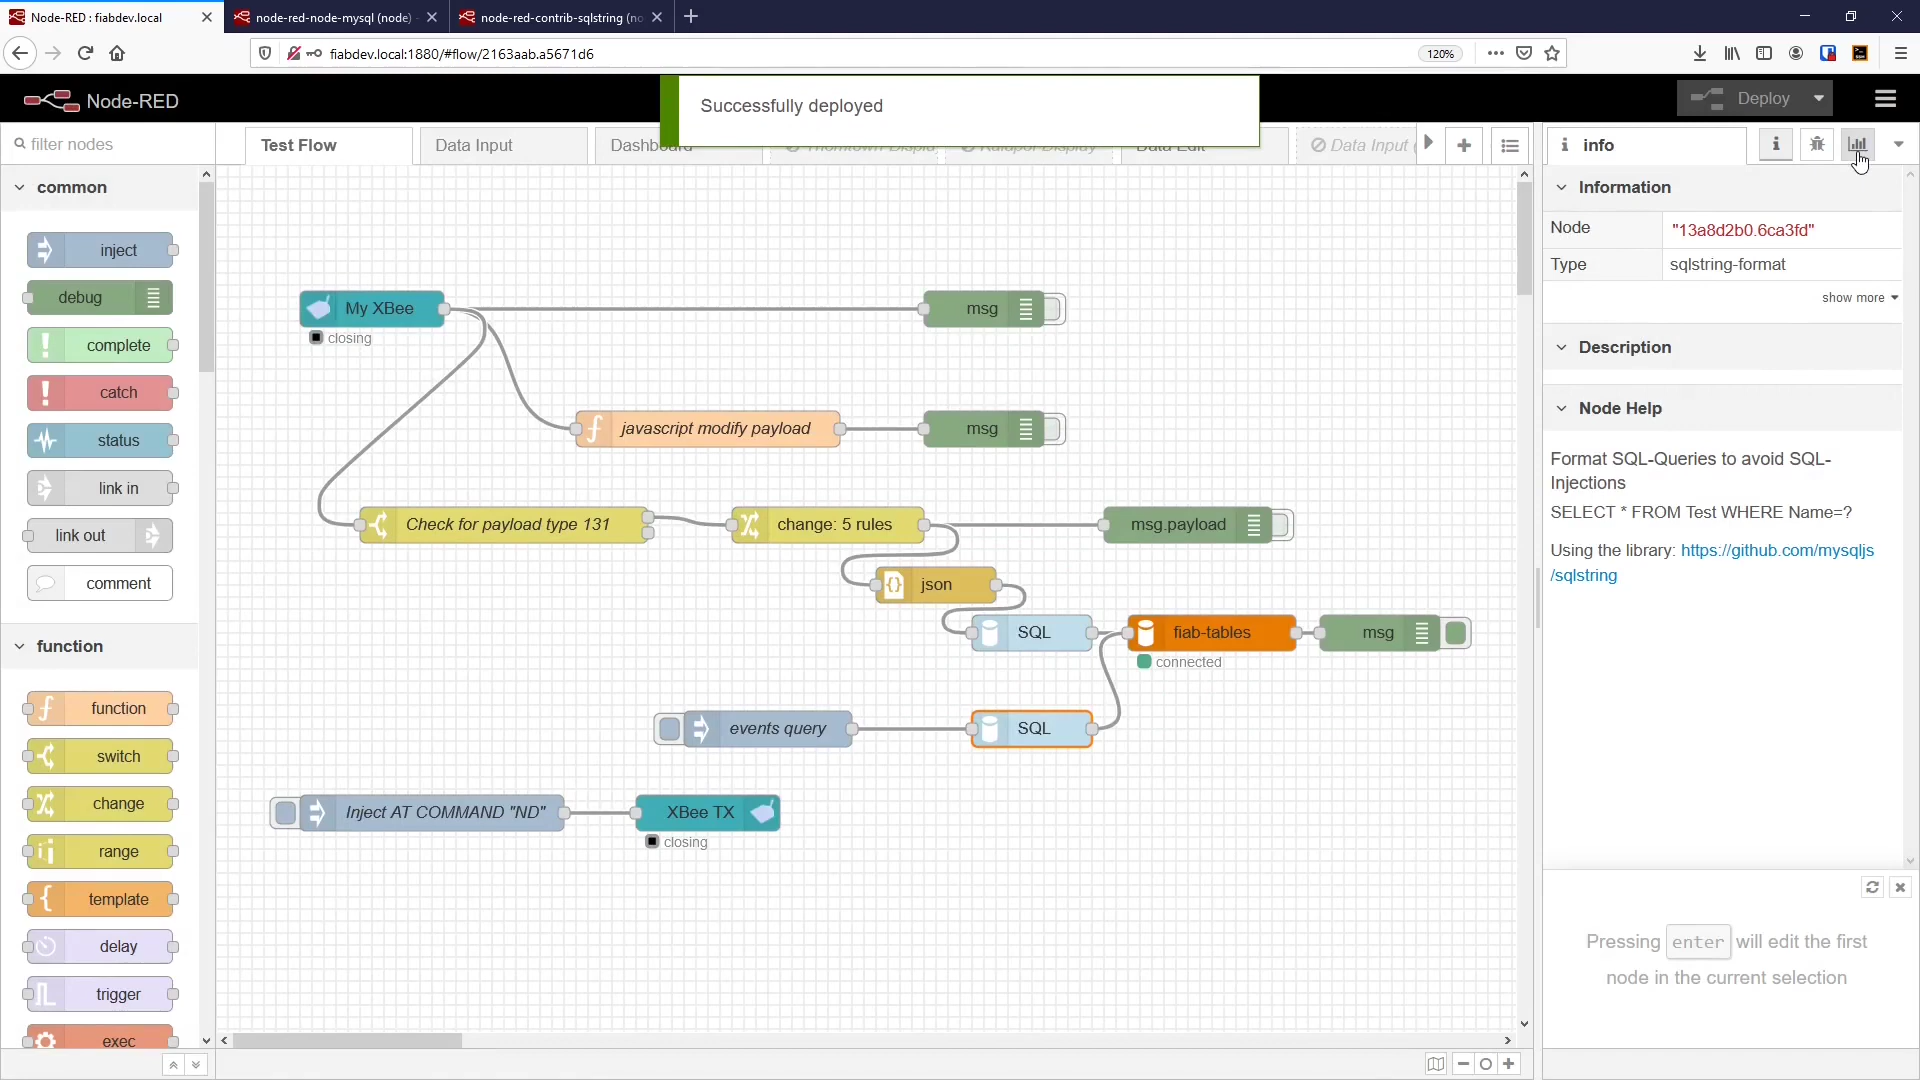 Node-RED : fiabdev.local
node-red-node-mysql (node)
node-red-contrib-sqlstring (no
fiabdev.local:1880/#flow/2163aab.a5671d6
120%
Node-RED
Successfully deployed
Deploy
filter nodes
Test Flow
Data Input
Dashboard
Data Edit
Data Input (
info
common
inject
debug
complete
catch
status
link in
link out
comment
function
function
switch
change
range
template
delay
trigger
exec
My XBee
closing
msg
javascript modify payload
msg
Check for payload type 131
change: 5 rules
msg.payload
json
SQL
fiab-tables
connected
msg
events query
SQL
Inject AT COMMAND "ND"
XBee TX
closing
Information
Node
"13a8d2b0.6ca3fd"
Type
sqlstring-format
show more
Description
Node Help
Format SQL-Queries to avoid SQL-
Injections
SELECT * FROM Test WHERE Name=?
Using the library: https://github.com/mysqljs
/sqlstring
Pressing enter will edit the first
node in the current selection